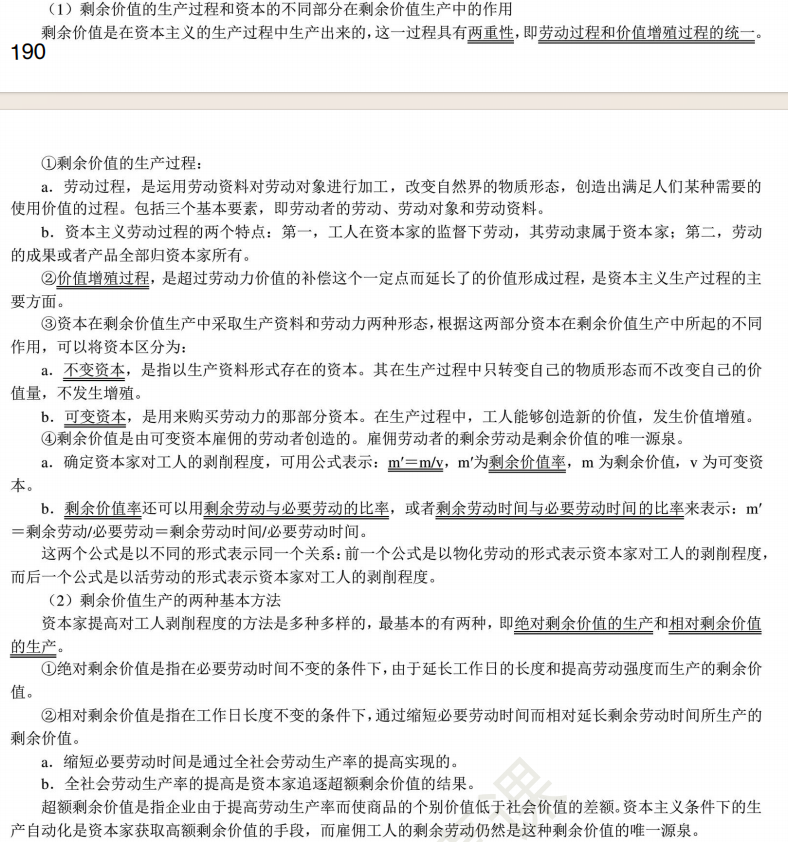 （1）剩余价值的生产过程和资本的不同部分在剩余价值生产中的作用
剩余价值是在资本主义的生产过程中生产出来的，这一过程具有两重性，即劳动过程和价值增殖过程的统一。
190
①剩余价值的生产过程：
a．劳动过程，是运用劳动资料对劳动对象进行加工，改变自然界的物质形态，创造出满足人们某种需要的
使用价值的过程。包括三个基本要素，即劳动者的劳动、劳动对象和劳动资料。
b．资本主义劳动过程的两个特点：第一，工人在资本家的监督下劳动，其劳动隶属于资本家；第二，劳动
的成果或者产品全部归资本家所有。
②价值增殖过程，是超过劳动力价值的补偿这个一定点而延长了的价值形成过程，是资本主义生产过程的主
要方面。
③资本在剩余价值生产中采取生产资料和劳动力两种形态，根据这两部分资本在剩余价值生产中所起的不同
作用，可以将资本区分为：
a．不变资本，是指以生产资料形式存在的资本。其在生产过程中只转变自己的物质形态而不改变自己的价
值量，不发生增殖。
b．可变资本，是用来购买劳动力的那部分资本。在生产过程中，工人能够创造新的价值，发生价值增殖。
④剩余价值是由可变资本雇佣的劳动者创造的。雇佣劳动者的剩余劳动是剩余价值的唯一源泉。
a．确定资本家对工人的剥削程度，可用公式表示：m′＝m/v，m′为剩余价值率，m 为剩余价值，v 为可变资
本。
b．剩余价值率还可以用剩余劳动与必要劳动的比率，或者剩余劳动时间与必要劳动时间的比率来表示：m′
＝剩余劳动/必要劳动＝剩余劳动时间/必要劳动时间。
这两个公式是以不同的形式表示同一个关系：前一个公式是以物化劳动的形式表示资本家对工人的剥削程度，
而后一个公式是以活劳动的形式表示资本家对工人的剥削程度。
（2）剩余价值生产的两种基本方法
资本家提高对工人剥削程度的方法是多种多样的，最基本的有两种，即绝对剩余价值的生产和相对剩余价值
的生产。
①绝对剩余价值是指在必要劳动时间不变的条件下，由于延长工作日的长度和提高劳动强度而生产的剩余价
值。
②相对剩余价值是指在工作日长度不变的条件下，通过缩短必要劳动时间而相对延长剩余劳动时间所生产的
剩余价值。
a．缩短必要劳动时间是通过全社会劳动生产率的提高实现的。
b．全社会劳动生产率的提高是资本家追逐超额剩余价值的结果。
超额剩余价值是指企业由于提高劳动生产率而使商品的个别价值低于社会价值的差额。资本主义条件下的生
产自动化是资本家获取高额剩余价值的手段，而雇佣工人的剩余劳动仍然是这种剩余价值的唯一源泉。
课